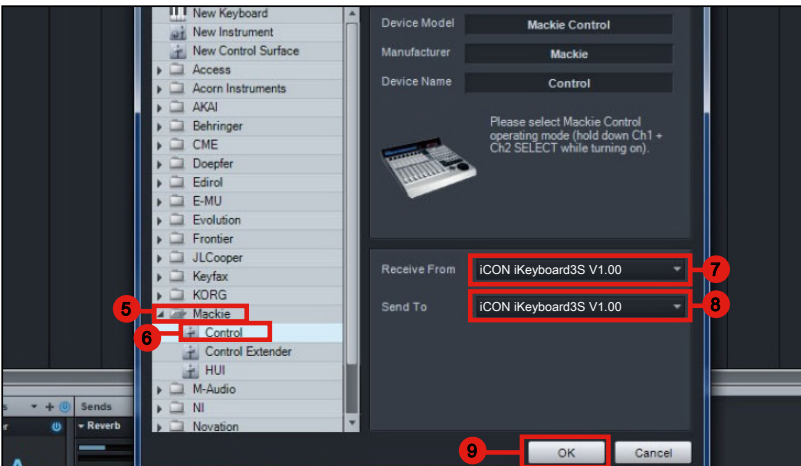 New Keyboard
New Instrument
New Control Surface
Access
Acorn Instruments
AKAI
Behringer
CME
Doepfer
Edirol
E-MU
Evolution
Frontier
JLCooper
Keyfax
KORG
5
Mackie
6
Control
Control Extender
HUI
M-Audio
NI
Novation
Device Model
Mackie Control
Manufacturer
Mackie
Device Name
Control
Please select Mackie Control
operating mode (hold down Ch1 +
Ch2 SELECT while turning on).
Receive From
iCON iKeyboard3S V1.00
7
Send To
iCON iKeyboard3S V1.00
8
9
OK
Cancel
Sends
Reverb